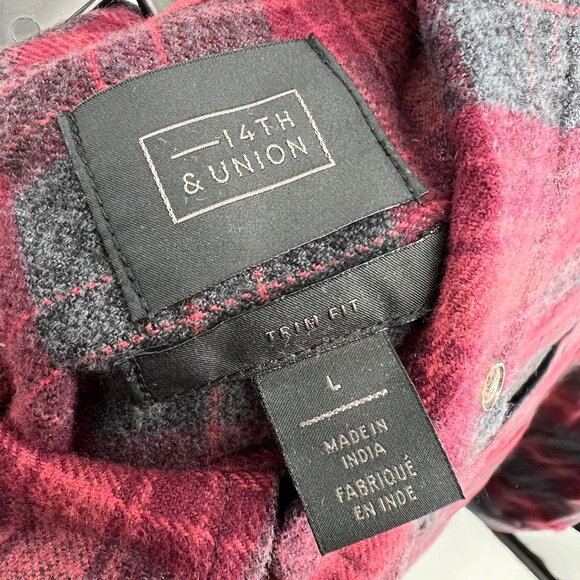 14TH
& UNION
TRIM FIT
L
MADE IN
INDIA
FABRIQUÉ
EN INDE